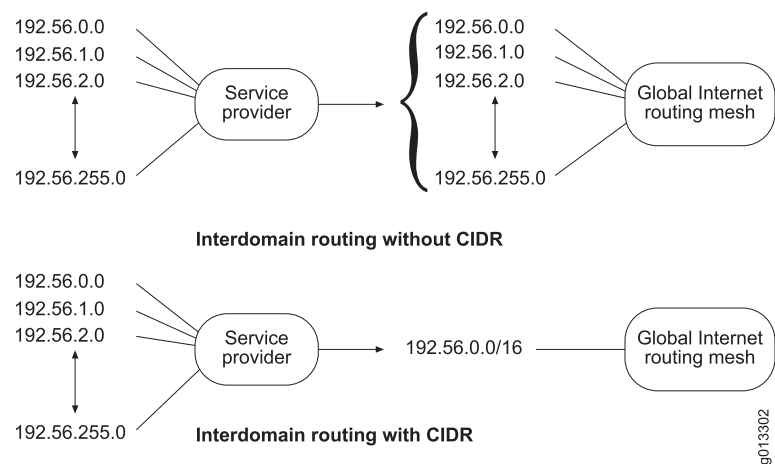 192.56.0.0
192.56.1.0
192.56.2.0
192.56.255.0
Service
provider
192.56.0.0
192.56.1.0
192.56.2.0
192.56.255.0
Global Internet
routing mesh
Interdomain routing without CIDR
192.56.0.0
192.56.1.0
192.56.2.0
192.56.255.0
Service
provider
192.56.0.0/16
Global Internet
routing mesh
Interdomain routing with CIDR
g013302